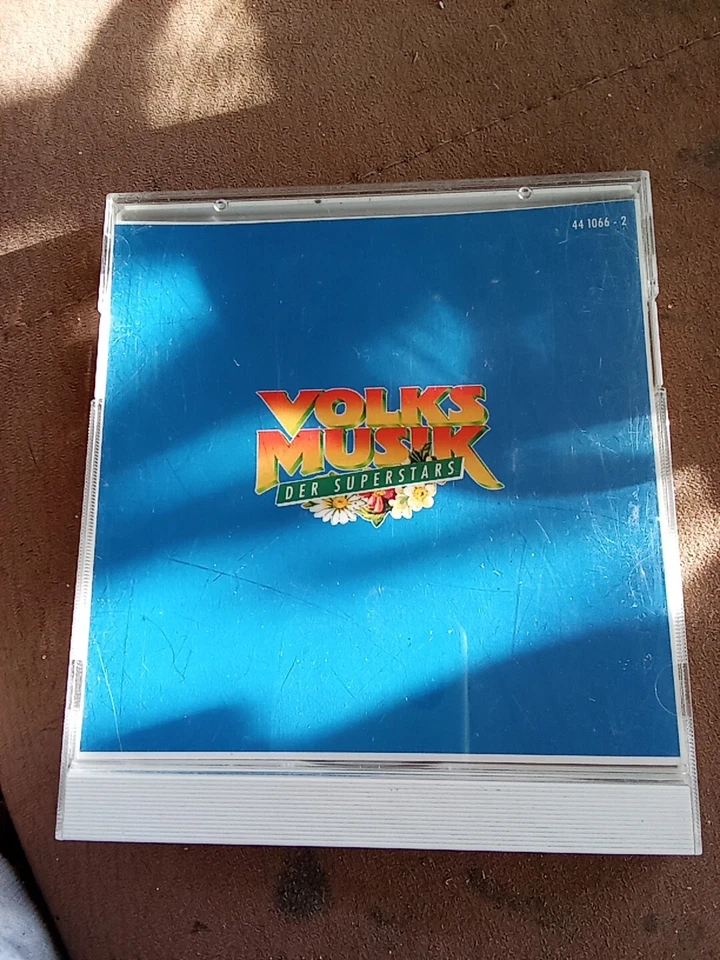 44 1066 - 2
VOLKS
MUSIK
DER SUPERSTARS